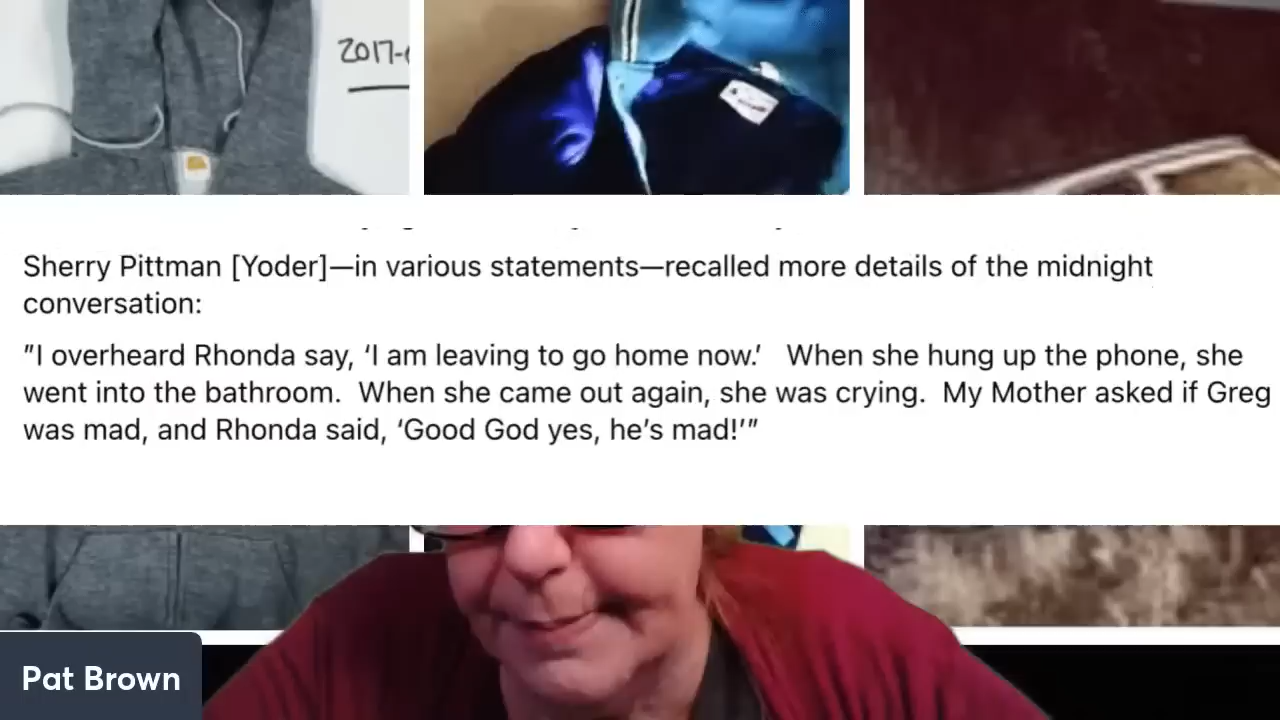 2017-
Sherry Pittman [Yoder]—in various statements—recalled more details of the midnight
conversation:
"I overheard Rhonda say, ‘I am leaving to go home now.’ When she hung up the phone, she
went into the bathroom. When she came out again, she was crying. My Mother asked if Greg
was mad, and Rhonda said, ‘Good God yes, he’s mad!’”
Pat Brown